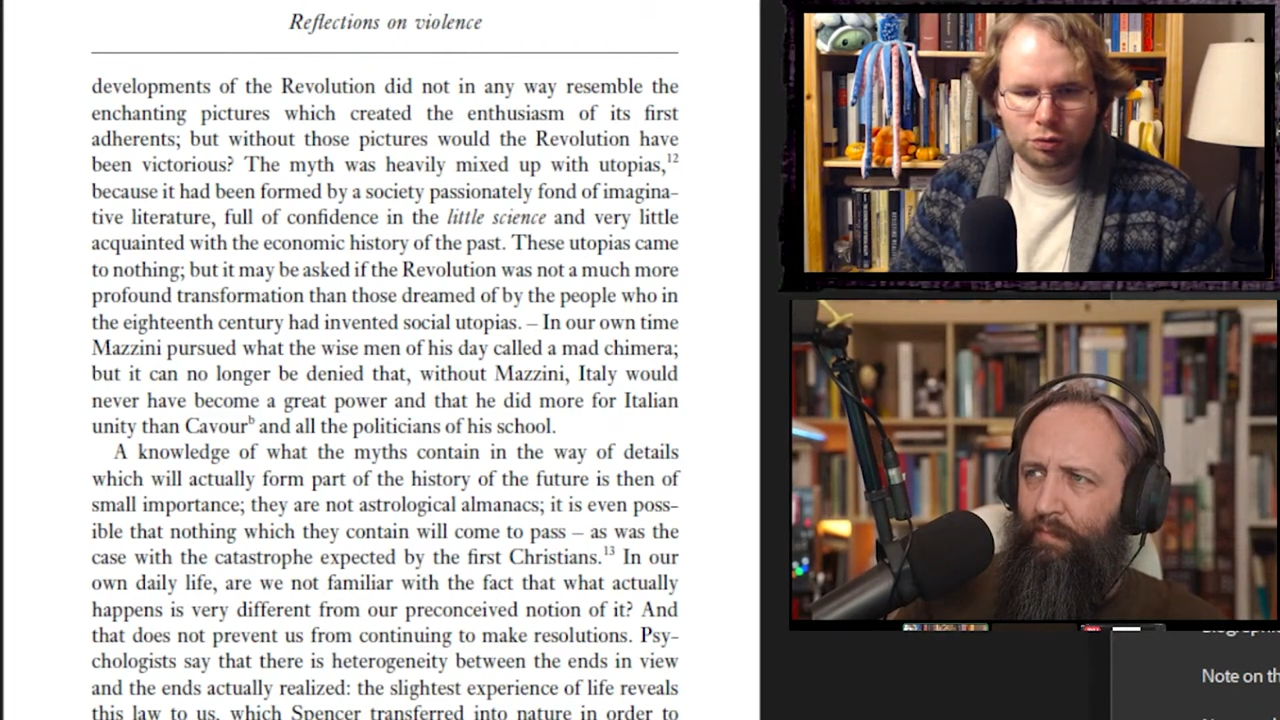 Reflections on violence
developments of the Revolution did not in any way resemble the
enchanting pictures which created the enthusiasm of its first
adherents; but without those pictures would the Revolution have
been victorious? The myth was heavily mixed up with utopias,12
because it had been formed by a society passionately fond of imagina-
tive literature, full of confidence in the little science and very little
acquainted with the economic history of the past. These utopias came
to nothing; but it may be asked if the Revolution was not a much more
profound transformation than those dreamed of by the people who in
the eighteenth century had invented social utopias. – In our own time
Mazzini pursued what the wise men of his day called a mad chimera;
but it can no longer be denied that, without Mazzini, Italy would
never have become a great power and that he did more for Italian
unity than Cavourb and all the politicians of his school.
A knowledge of what the myths contain in the way of details
which will actually form part of the history of the future is then of
small importance; they are not astrological almanacs; it is even poss-
ible that nothing which they contain will come to pass – as was the
case with the catastrophe expected by the first Christians.13 In our
own daily life, are we not familiar with the fact that what actually
happens is very different from our preconceived notion of it? And
that does not prevent us from continuing to make resolutions. Psy-
chologists say that there is heterogeneity between the ends in view
and the ends actually realized: the slightest experience of life reveals
this law to us, which Spencer transferred into nature in order to
Note on th